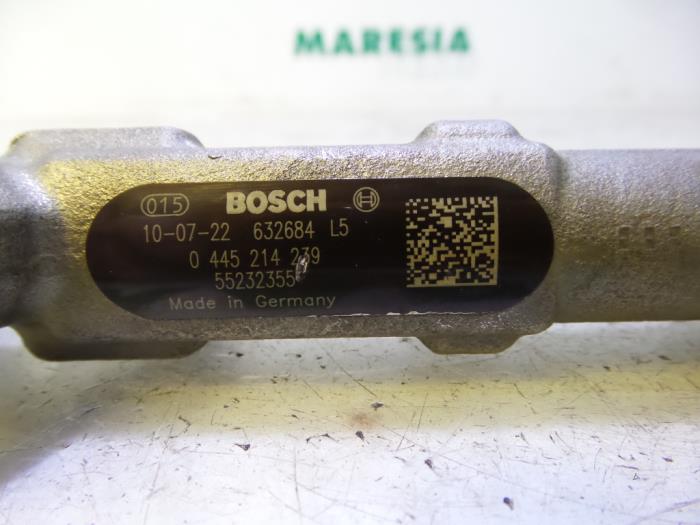 MARESIA
015 BOSCH
10-07-22 632684 L5
0 445 214 239
55232355
Made in Germany